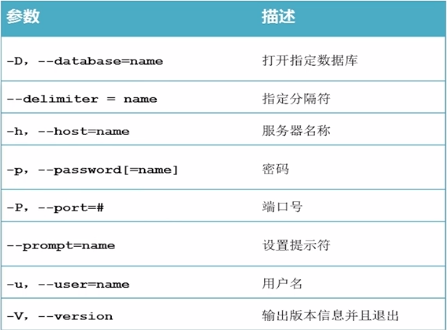 参数 描述
-D，--database=name 打开指定数据库
--delimiter = name 指定分隔符
-h，--host=name 服务器名称
-p，--password[=name] 密码
-P，--port=# 端口号
--prompt=name 设置提示符
-u，--user=name 用户名
-V，--version 输出版本信息并且退出